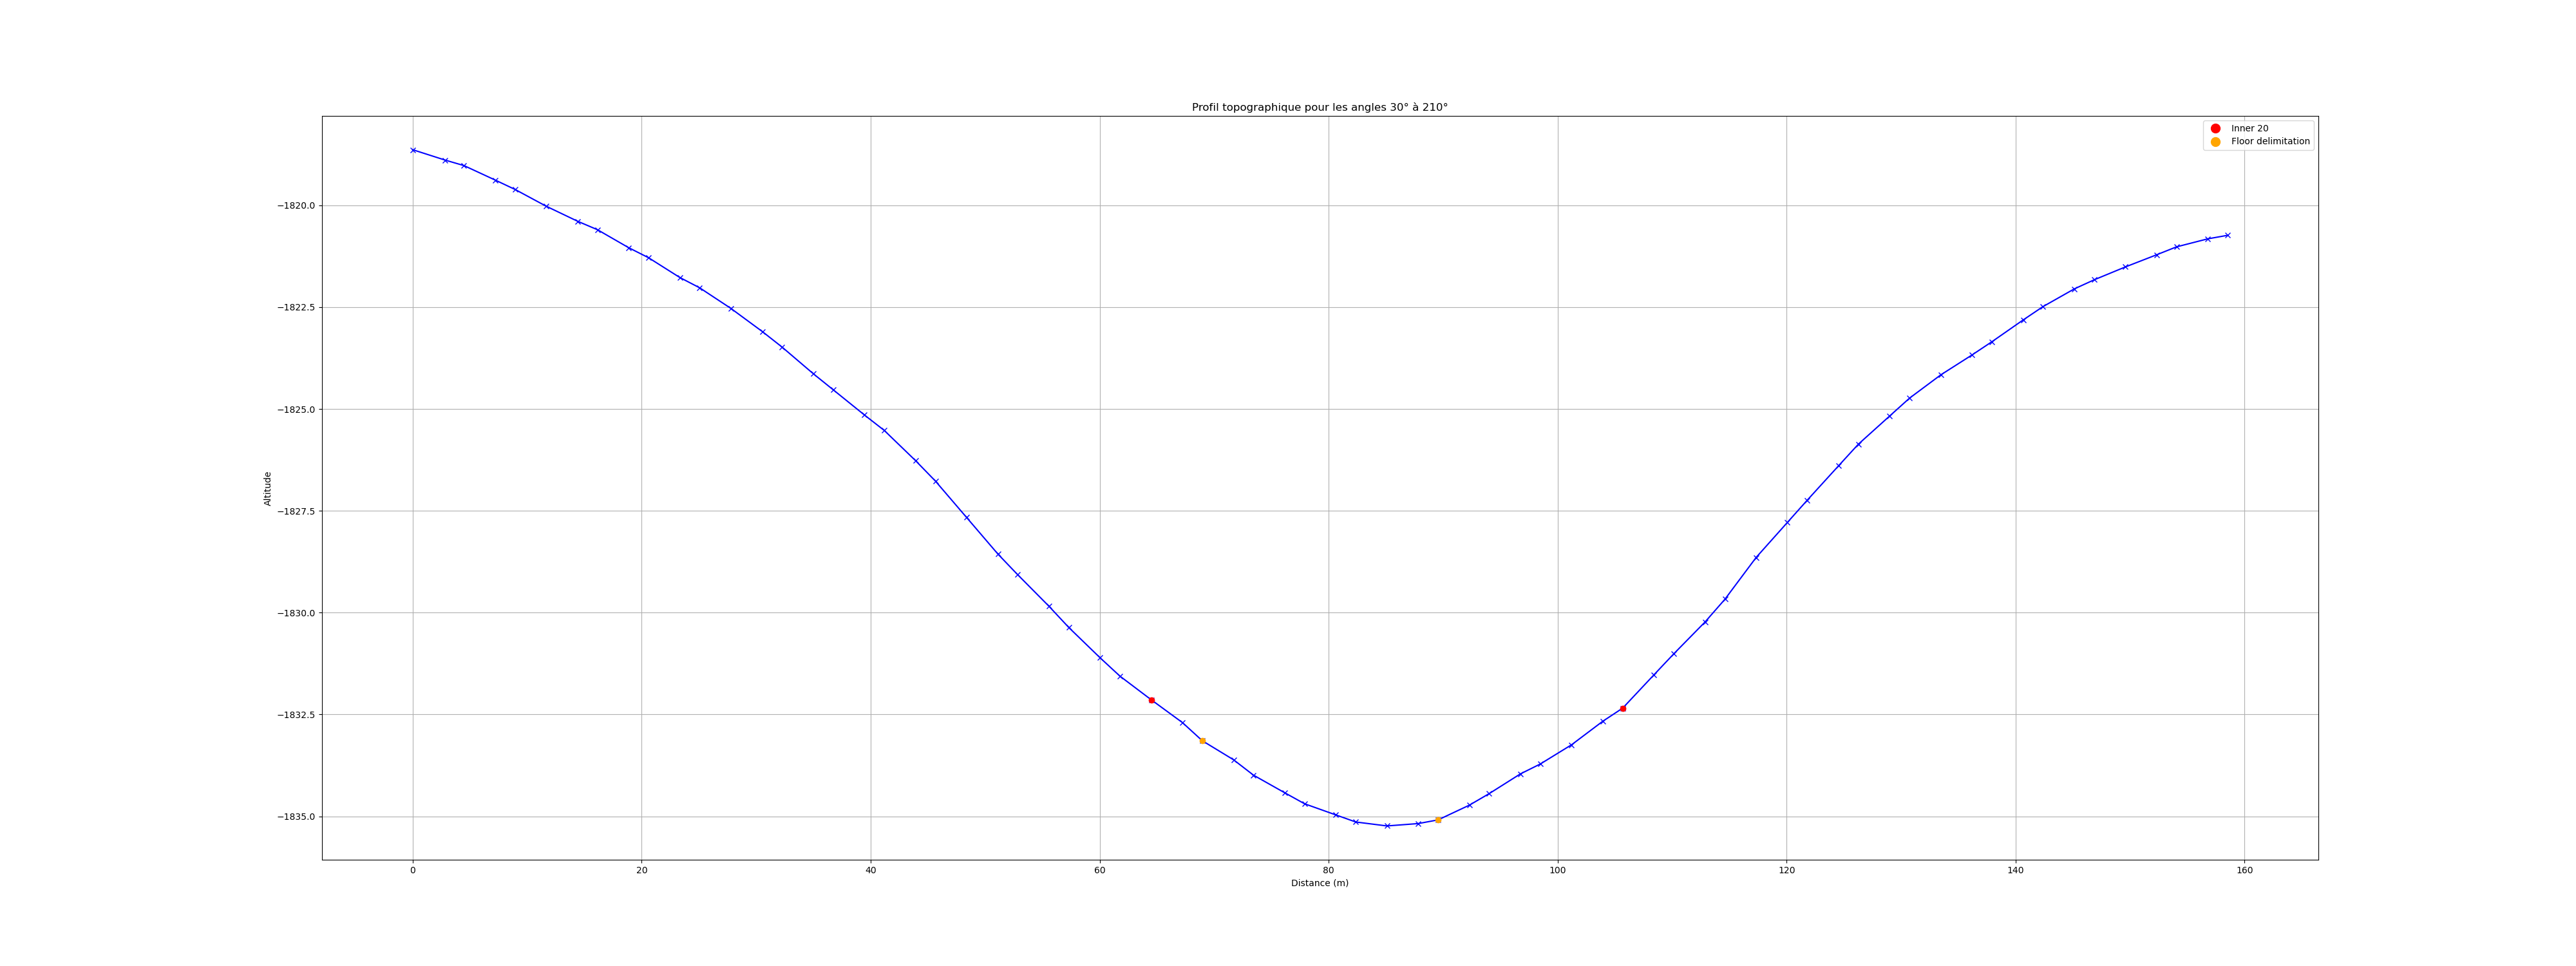 Profil topographique pour les angles 30° à 210°
Inner 20
Floor delimitation
Altitude
−1820.0
−1822.5
−1825.0
−1827.5
−1830.0
−1832.5
−1835.0
0 20 40 60 80 100 120 140 160
Distance (m)